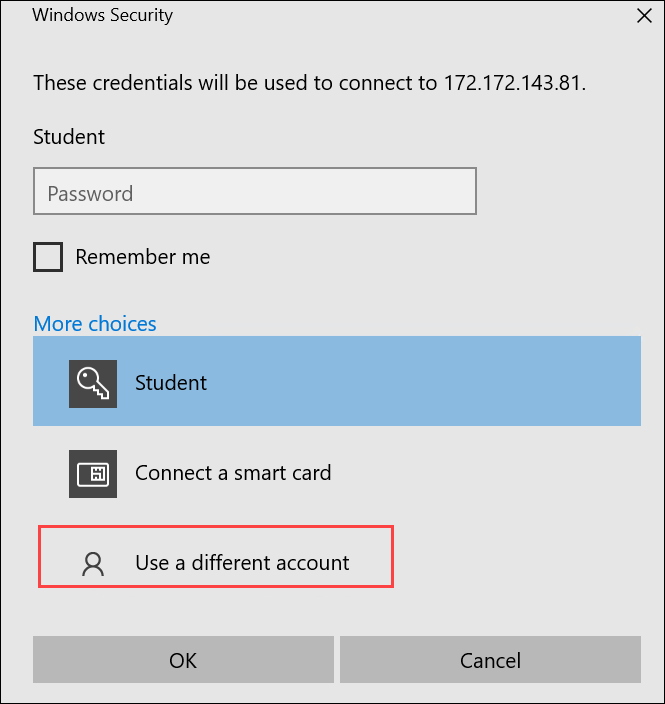 Windows Security
These credentials will be used to connect to 172.172.143.81.
Student
Password
Remember me
More choices
Student
Connect a smart card
Use a different account
OK
Cancel